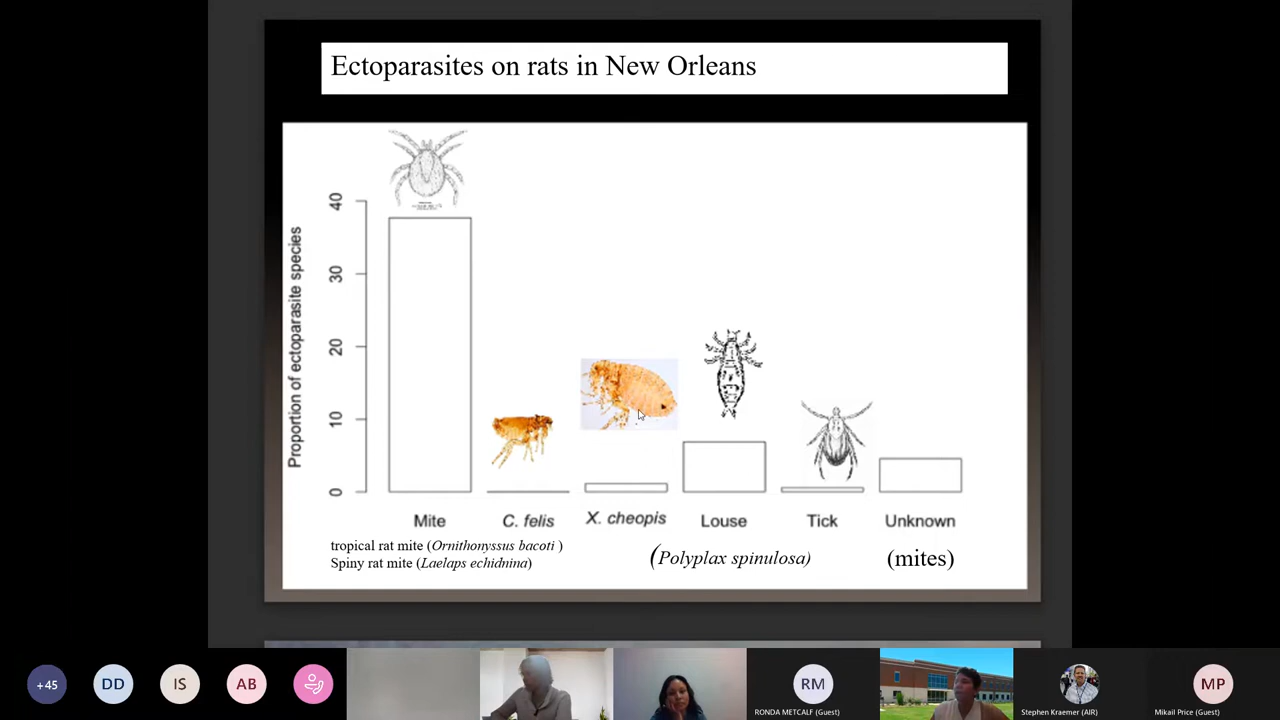 Ectoparasites on rats in New Orleans
Proportion of ectoparasite species
40
30
20
10
0
Mite
C. felis
X. cheopis
Louse
Tick
Unknown
tropical rat mite (Ornithonyssus bacoti )
Spiny rat mite (Laelaps echidnina)
(Polyplax spinulosa)
(mites)
+45
DD
IS
AB
RM
RONDA METCALF (Guest)
Stephen Kraemer (AIR)
MP
Mikail Price (Guest)